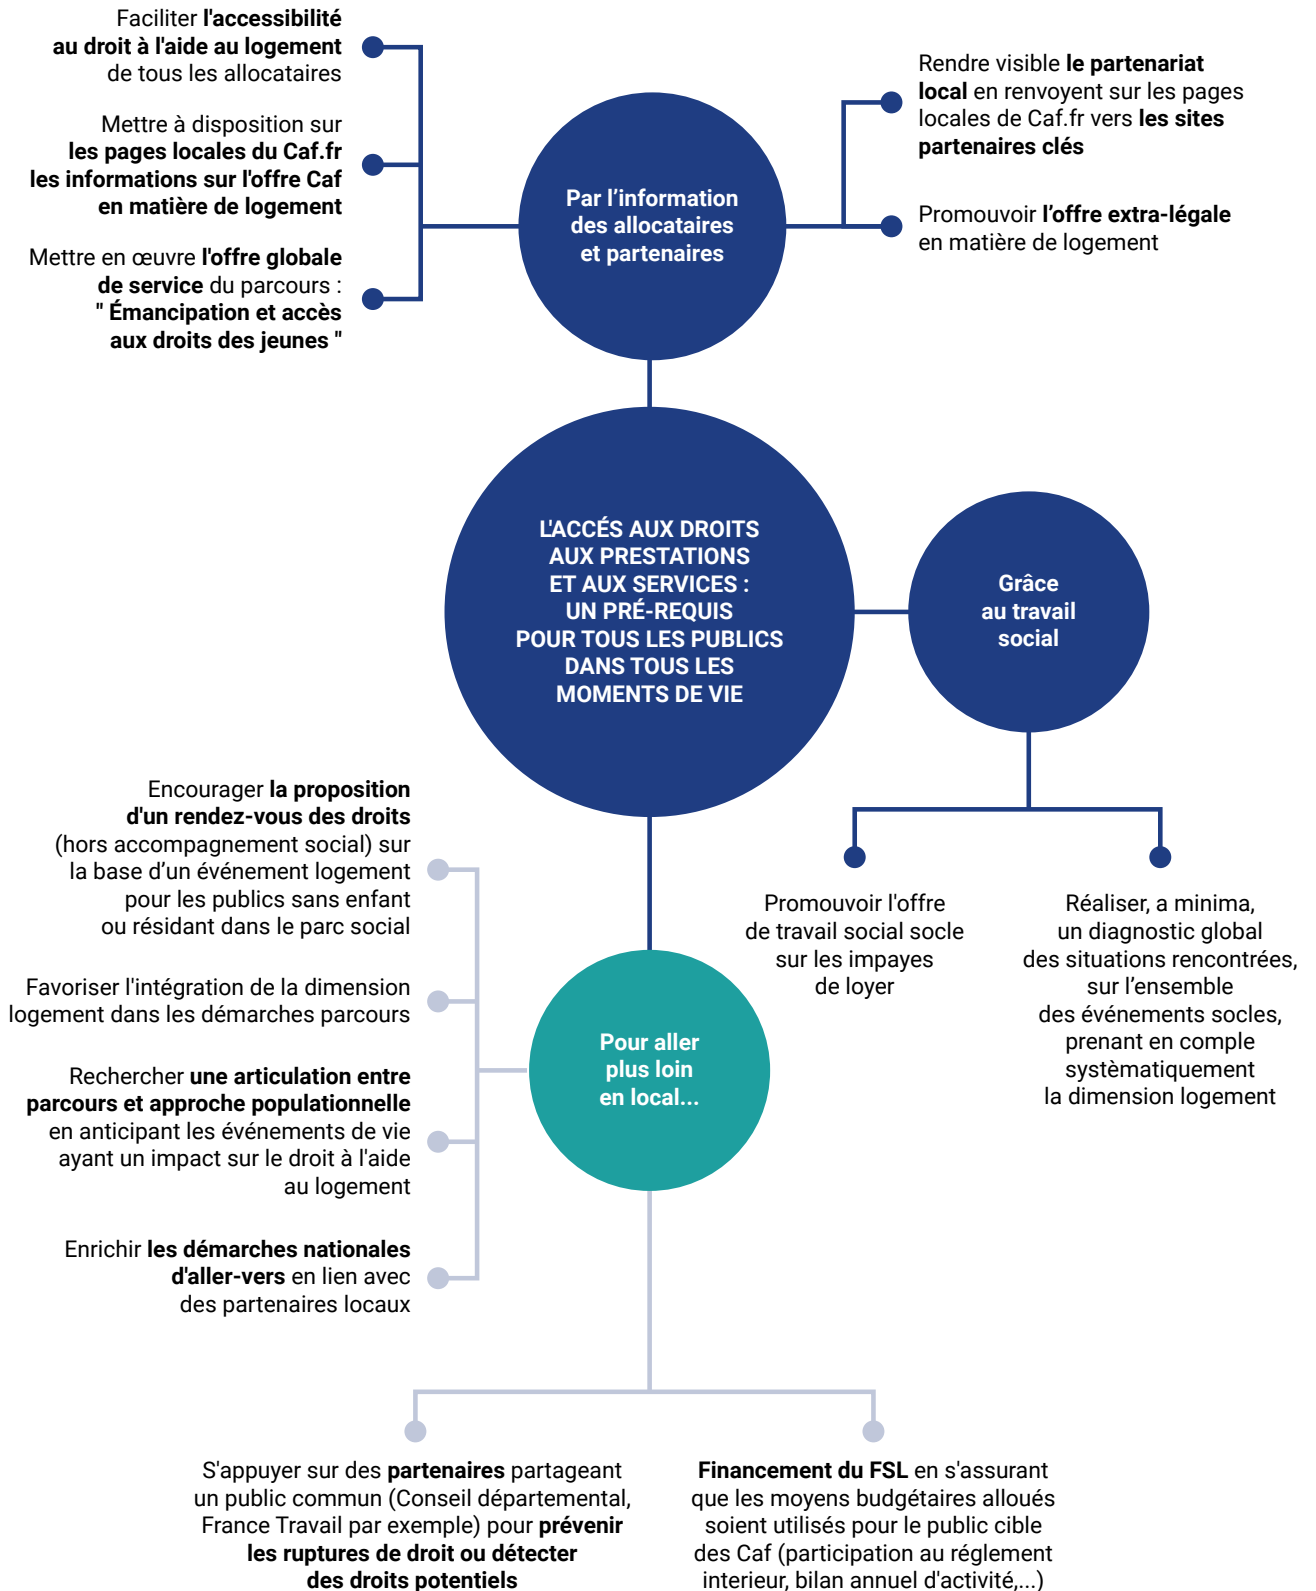 Faciliter l'accessibilité
au droit à l'aide au logement
de tous les allocataires
Mettre à disposition sur
les pages locales du Caf.fr
les informations sur l'offre Caf
en matière de logement
Mettre en œuvre l'offre globale
de service du parcours :
" Émancipation et accès
aux droits des jeunes "
Par l’information
des allocataires
et partenaires
Rendre visible le partenariat
local en renvoyent sur les pages
locales de Caf.fr vers les sites
partenaires clés
Promouvoir l’offre extra-légale
en matière de logement
L'ACCÉS AUX DROITS
AUX PRESTATIONS
ET AUX SERVICES :
UN PRÉ-REQUIS
POUR TOUS LES PUBLICS
DANS TOUS LES
MOMENTS DE VIE
Grâce
au travail
social
Promouvoir l'offre
de travail social socle
sur les impayes
de loyer
Réaliser, a minima,
un diagnostic global
des situations rencontrées,
sur l’ensemble
des événements socles,
prenant en comple
systèmatiquement
la dimension logement
Encourager la proposition
d'un rendez-vous des droits
(hors accompagnement social) sur
la base d’un événement logement
pour les publics sans enfant
ou résidant dans le parc social
Favoriser l'intégration de la dimension
logement dans les démarches parcours
Rechercher une articulation entre
parcours et approche populationnelle
en anticipant les événements de vie
ayant un impact sur le droit à l'aide
au logement
Enrichir les démarches nationales
d'aller-vers en lien avec
des partenaires locaux
Pour aller
plus loin
en local...
S'appuyer sur des partenaires partageant
un public commun (Conseil départemental,
France Travail par exemple) pour prévenir
les ruptures de droit ou détecter
des droits potentiels
Financement du FSL en s'assurant
que les moyens budgétaires alloués
soient utilisés pour le public cible
des Caf (participation au réglement
interieur, bilan annuel d'activité,...)